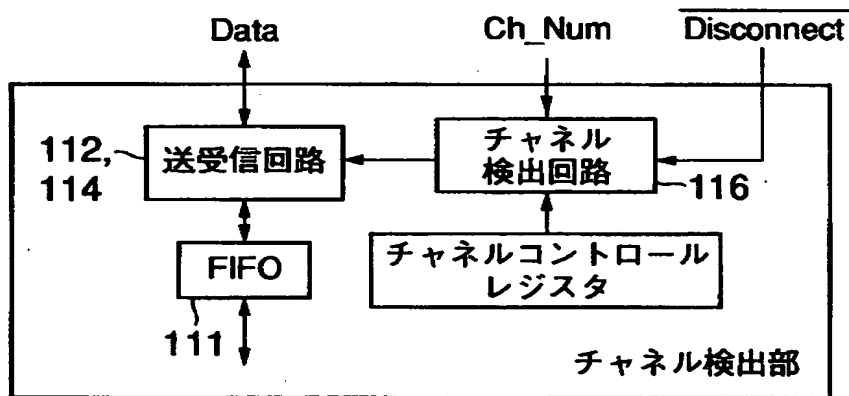 Data
Ch_Num
Disconnect
112,
114
送受信回路
チャネル
検出回路
116
FIFO
チャネルコントロール
レジスタ
111
チャネル検出部